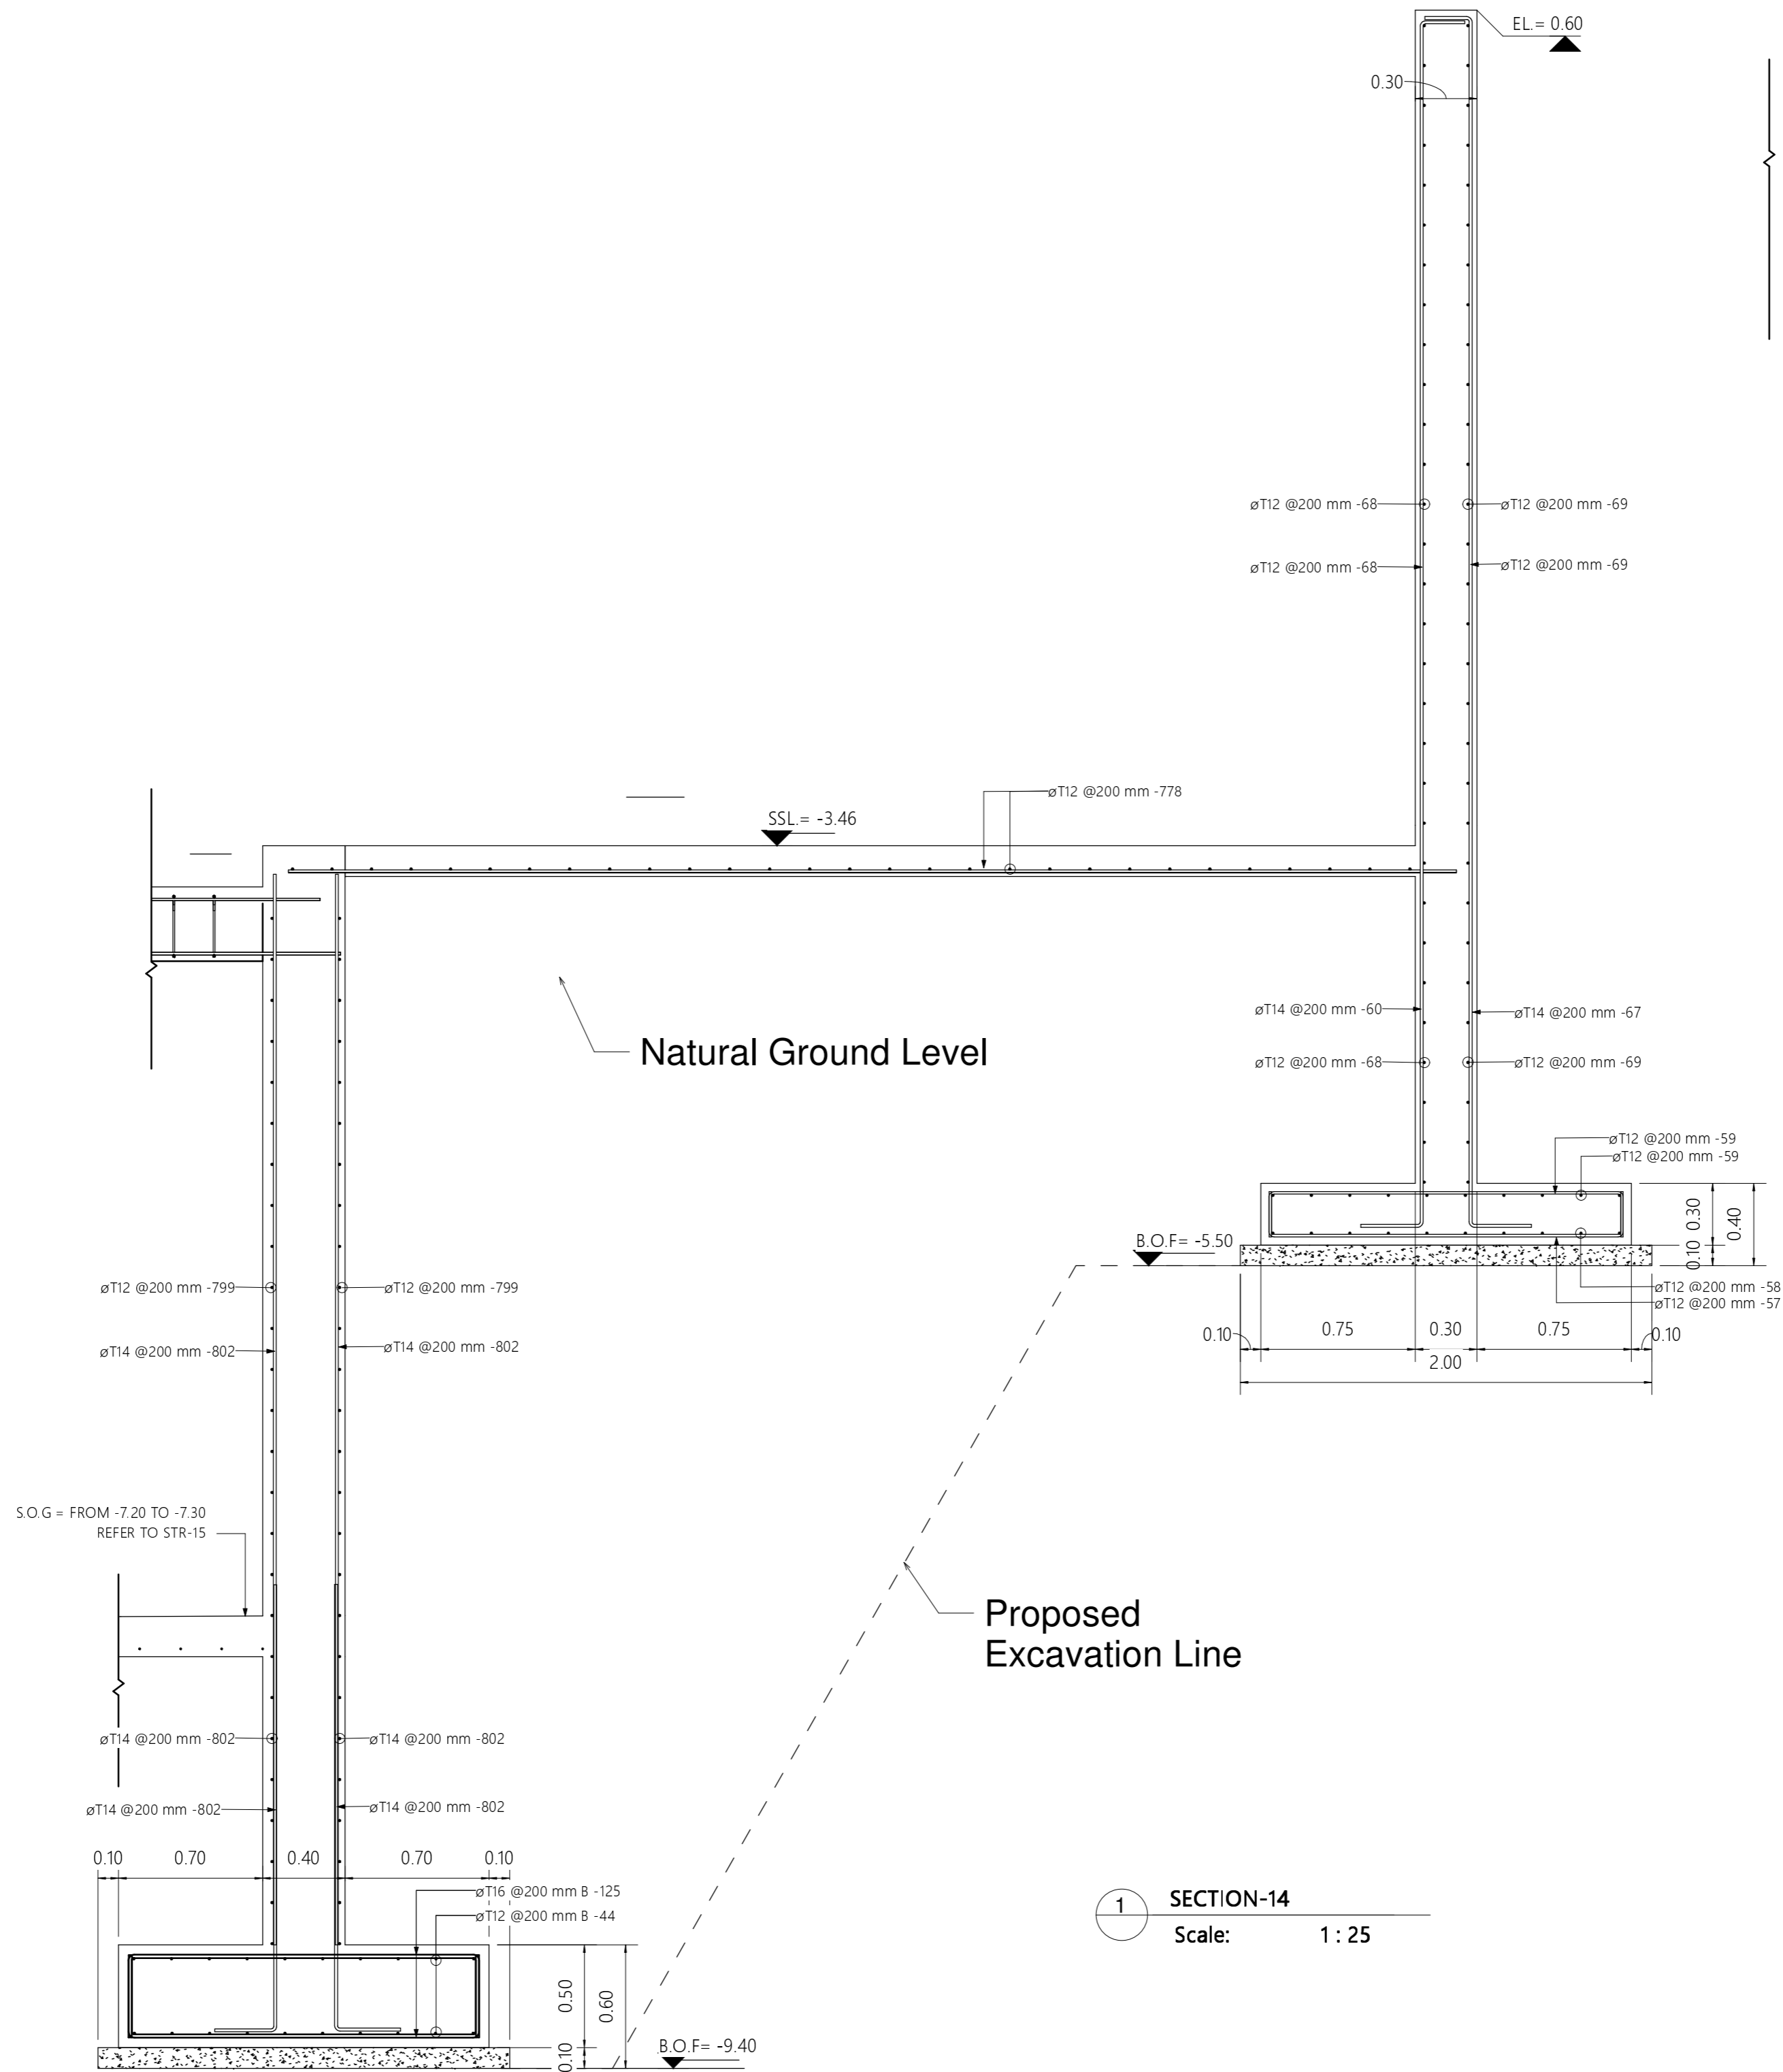 EL.= 0.60
0.30
øT12 @200 mm -68
øT12 @200 mm -69
øT12 @200 mm -68
øT12 @200 mm -69
øT12 @200 mm -778
SSL.= -3.46
øT14 @200 mm -60
øT14 @200 mm -67
Natural Ground Level
øT12 @200 mm -68
øT12 @200 mm -69
øT12 @200 mm -59
øT12 @200 mm -59
0.30
0.40
0.10
B.O.F= -5.50
øT12 @200 mm -58
øT12 @200 mm -57
0.10
0.75
0.30
0.75
0.10
2.00
øT12 @200 mm -799
øT12 @200 mm -799
øT14 @200 mm -802
øT14 @200 mm -802
S.O.G = FROM -7.20 TO -7.30
REFER TO STR-15
Proposed
Excavation Line
øT14 @200 mm -802
øT14 @200 mm -802
øT14 @200 mm -802
øT14 @200 mm -802
0.10
0.70
0.40
0.70
0.10
øT16 @200 mm B -125
øT12 @200 mm B -44
0.50
0.60
0.10
B.O.F= -9.40
1
SECTION-14
Scale: 1 : 25